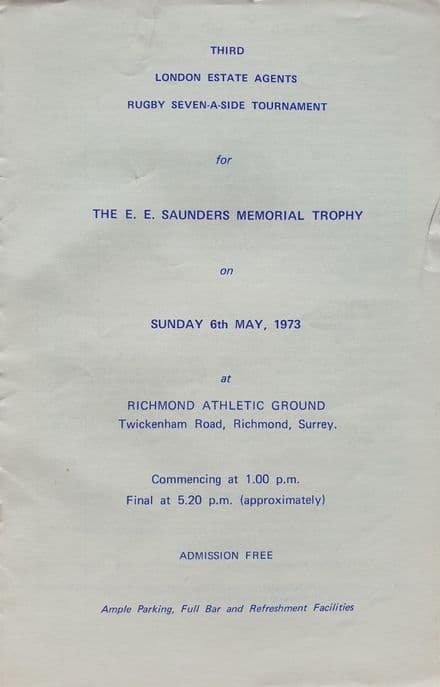 THIRD
LONDON ESTATE AGENTS
RUGBY SEVEN-A-SIDE TOURNAMENT
for
THE E. E. SAUNDERS MEMORIAL TROPHY
on
SUNDAY 6th MAY, 1973
at
RICHMOND ATHLETIC GROUND
Twickenham Road, Richmond, Surrey.
Commencing at 1.00 p.m.
Final at 5.20 p.m. (approximately)
ADMISSION FREE
Ample Parking, Full Bar and Refreshment Facilities